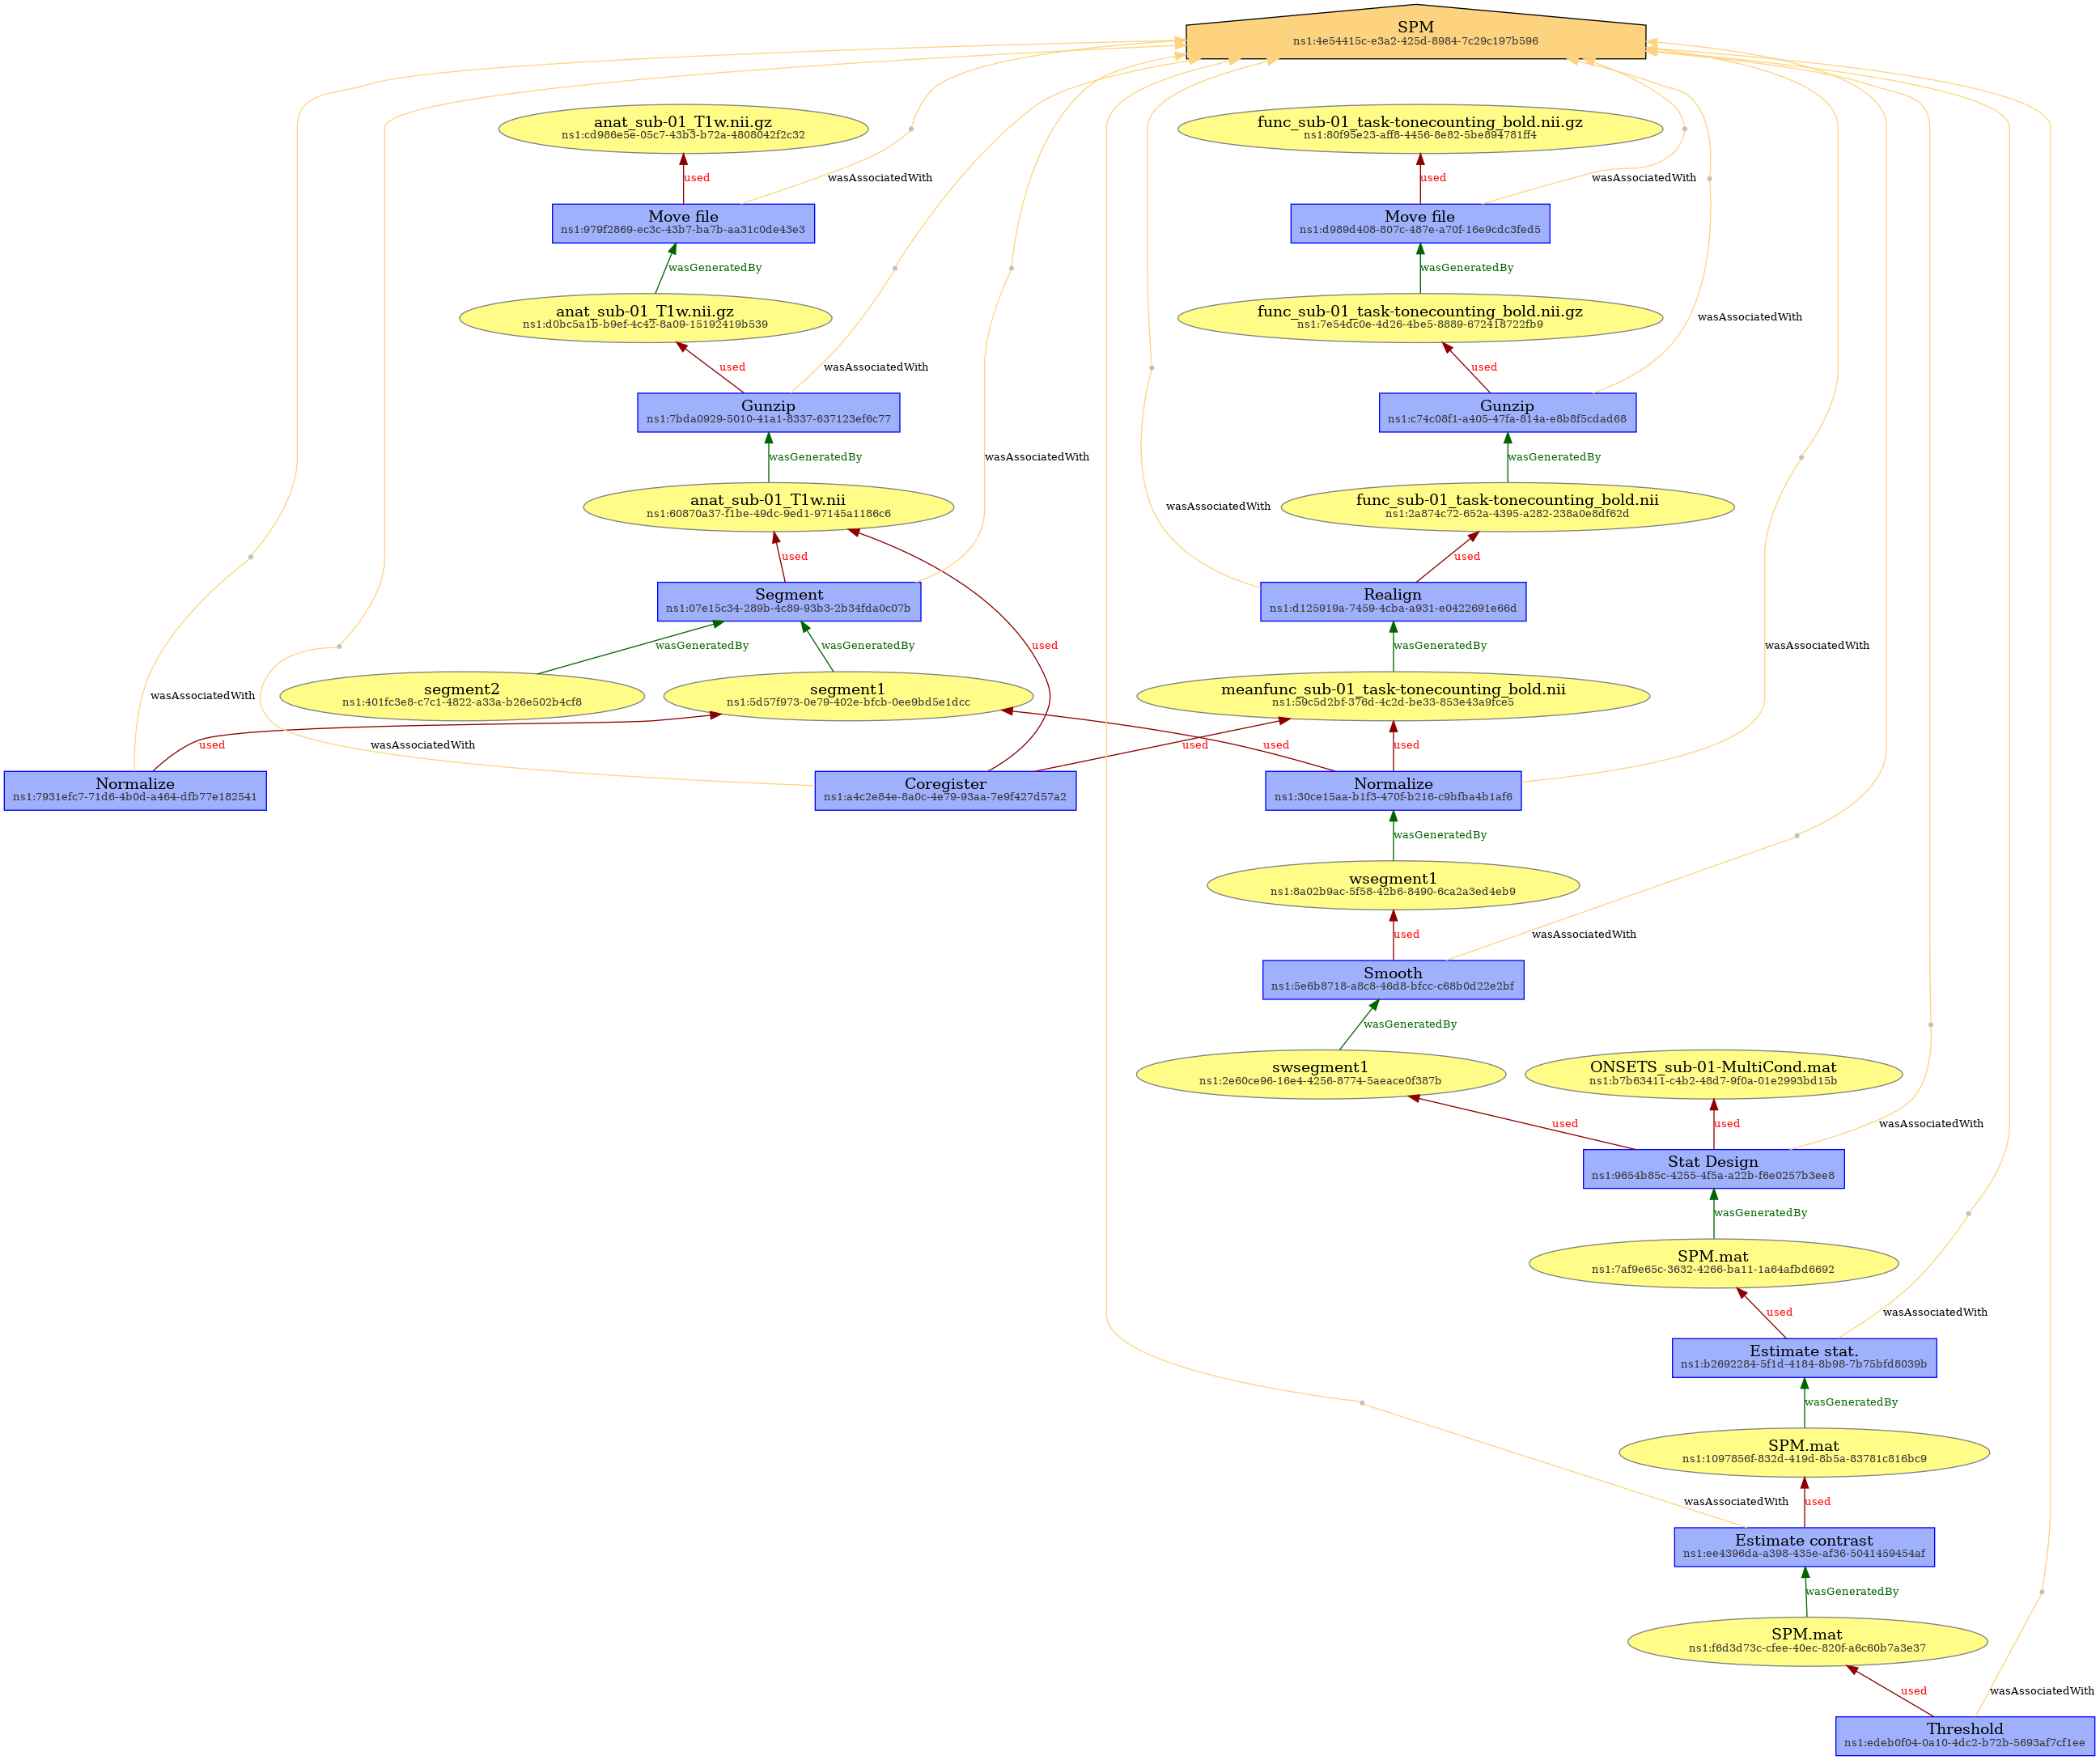 SPM
ns1:4e54415c-e3a2-425d-8984-7c29c197b596
anat_sub-01_T1w.nii.gz
ns1:cd986e5e-05c7-43b3-b72a-4808042f2c32
func_sub-01_task-tonecounting_bold.nii.gz
ns1:80f95e23-aff8-4456-8e82-5be894781ff4
used
wasAssociatedWith
used
wasAssociatedWith
Move file
ns1:979f2869-ec3c-43b7-ba7b-aa31c0de43e3
Move file
ns1:d989d408-807c-487e-a70f-16e9cdc3fed5
wasGeneratedBy
wasGeneratedBy
anat_sub-01_T1w.nii.gz
ns1:d0bc5a1b-b9ef-4c42-8a09-15192419b539
func_sub-01_task-tonecounting_bold.nii.gz
ns1:7e54dc0e-4d26-4be5-8889-672418722fb9
wasAssociatedWith
used
wasAssociatedWith
used
Gunzip
ns1:7bda0929-5010-41a1-8337-637123ef6c77
Gunzip
ns1:c74c08f1-a405-47fa-814a-e8b8f5cdad68
wasGeneratedBy
wasAssociatedWith
wasGeneratedBy
anat_sub-01_T1w.nii
ns1:60870a37-f1be-49dc-9ed1-97145a1186c6
func_sub-01_task-tonecounting_bold.nii
ns1:2a874c72-652a-4395-a282-238a0e8df62d
wasAssociatedWith
used
used
Segment
ns1:07e15c34-289b-4c89-93b3-2b34fda0c07b
Realign
ns1:d125919a-7459-4cba-a931-e0422691e66d
wasGeneratedBy
wasGeneratedBy
used
wasGeneratedBy
wasAssociatedWith
segment2
ns1:401fc3e8-c7c1-4822-a33a-b26e502b4cf8
segment1
ns1:5d57f973-0e79-402e-bfcb-0ee9bd5e1dcc
meanfunc_sub-01_task-tonecounting_bold.nii
ns1:59c5d2bf-376d-4c2d-be33-853e43a9fce5
wasAssociatedWith
used
wasAssociatedWith
used
used
used
Normalize
ns1:7931efc7-71d6-4b0d-a464-dfb77e182541
Coregister
ns1:a4c2e84e-8a0c-4e79-93aa-7e9f427d57a2
Normalize
ns1:30ce15aa-b1f3-470f-b216-c9bfba4b1af6
wasGeneratedBy
wsegment1
ns1:8a02b9ac-5f58-42b6-8490-6ca2a3ed4eb9
used
wasAssociatedWith
Smooth
ns1:5e6b8718-a8c8-46d8-bfcc-c68b0d22e2bf
wasGeneratedBy
swsegment1
ns1:2e60ce96-16e4-4256-8774-5aeace0f387b
ONSETS_sub-01-MultiCond.mat
ns1:b7b63411-c4b2-48d7-9f0a-01e2993bd15b
used
used
wasAssociatedWith
Stat Design
ns1:9654b85c-4255-4f5a-a22b-f6e0257b3ee8
wasGeneratedBy
SPM.mat
ns1:7af9e65c-3632-4266-ba11-1a64afbd6692
used
wasAssociatedWith
Estimate stat.
ns1:b2692284-5f1d-4184-8b98-7b75bfd8039b
wasGeneratedBy
SPM.mat
ns1:1097856f-832d-419d-8b5a-83781c816bc9
wasAssociatedWith
used
Estimate contrast
ns1:ee4396da-a398-435e-af36-5041459454af
wasGeneratedBy
SPM.mat
ns1:f6d3d73c-cfee-40ec-820f-a6c60b7a3e37
used
wasAssociatedWith
Threshold
ns1:edeb0f04-0a10-4dc2-b72b-5693af7cf1ee